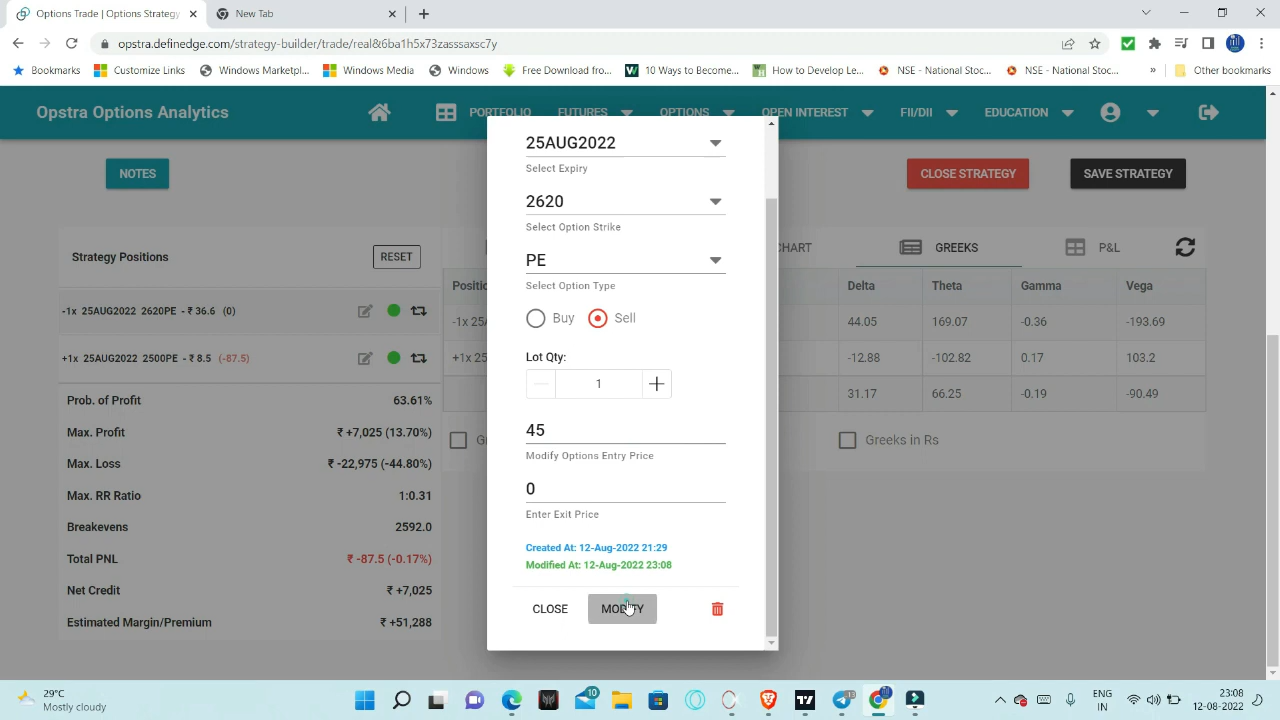 Options Trade | Opstra
New Tab
opstra.definedge.com/strategy-builder/trade/real86ba1h5x73zasssaxsc7y
Bookmarks
Customize Links
Windows Marketpl...
Windows Media
Windows
Free Download fro...
10 Ways to Become...
How to Develop Le...
NSE - National Stoc...
NSE - National Stoc...
»
Other bookmarks
Opstra Options Analytics
PORTFOLIO
FUTURES
OPTIONS
OPEN INTEREST
FII/DII
EDUCATION
NOTES
CLOSE STRATEGY
SAVE STRATEGY
Strategy Positions
RESET
-1x 25AUG2022 2620PE - ₹ 36.6 (0)
+1x 25AUG2022 2500PE - ₹ 8.5 (-87.5)
Prob. of Profit 63.61%
Max. Profit ₹ +7,025 (13.70%)
Max. Loss ₹ -22,975 (-44.80%)
Max. RR Ratio 1:0.31
Breakevens 2592.0
Total PNL ₹ -87.5 (-0.17%)
Net Credit ₹ +7,025
Estimated Margin/Premium ₹ +51,288
25AUG2022
Select Expiry
2620
Select Option Strike
PE
Select Option Type
Buy Sell
Lot Qty:
1
45
Modify Options Entry Price
0
Enter Exit Price
Created At: 12-Aug-2022 21:29
Modified At: 12-Aug-2022 23:08
CLOSE MODIFY
CHART
GREEKS
P&L
Delta Theta Gamma Vega
44.05 169.07 -0.36 -193.69
-12.88 -102.82 0.17 103.2
31.17 66.25 -0.19 -90.49
Greeks in Rs
29°C
Mostly cloudy
10
13
ENG
IN
23:08
12-08-2022